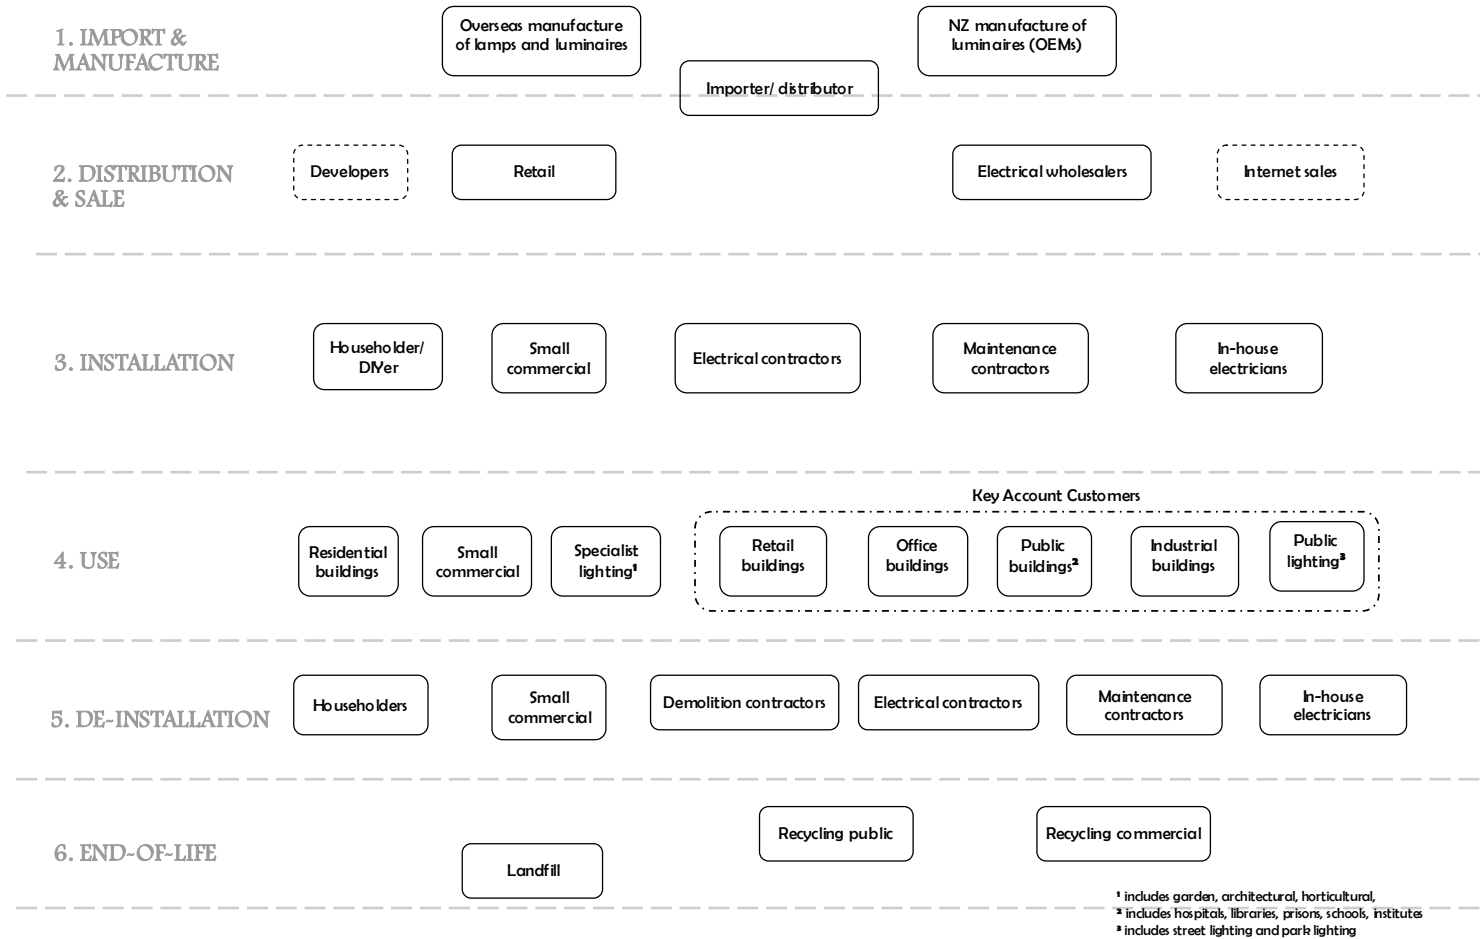 1. IMPORT &
MANUFACTURE
Overseas manufacture
of lamps and luminaires
NZ manufacture of
luminaires (OEMs)
Importer/ distributor
2. DISTRIBUTION
& SALE
Developers
Retail
Electrical wholesalers
Internet sales
3. INSTALLATION
Householder/
DIYer
Small
commercial
Electrical contractors
Maintenance
contractors
In-house
electricians
Key Account Customers
4. USE
Residential
buildings
Small
commercial
Specialist
lighting¹
Retail
buildings
Office
buildings
Public
buildings²
Industrial
buildings
Public
lighting³
5. DE-INSTALLATION
Householders
Small
commercial
Demolition contractors
Electrical contractors
Maintenance
contractors
In-house
electricians
6. END-OF-LIFE
Landfill
Recycling public
Recycling commercial
¹ includes garden, architectural, horticultural,
² includes hospitals, libraries, prisons, schools, institutes
³ includes street lighting and park lighting